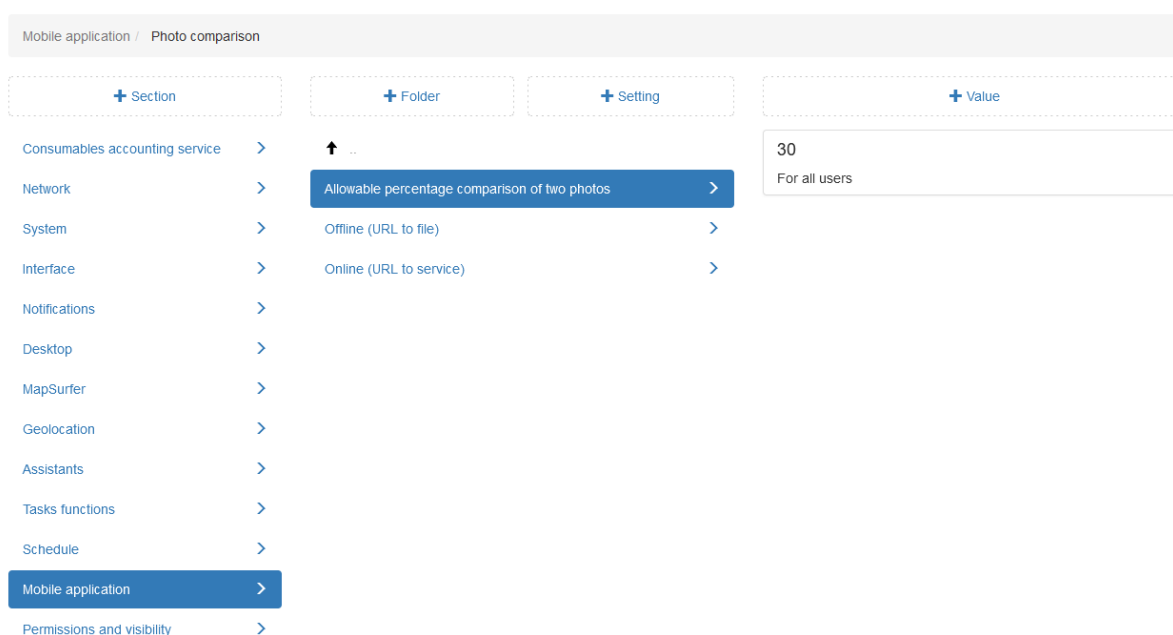 Mobile application / Photo comparison
+ Section
+ Folder
+ Setting
+ Value
Consumables accounting service
Network
System
Interface
Notifications
Desktop
MapSurfer
Geolocation
Assistants
Tasks functions
Schedule
Mobile application
Permissions and visibility
..
Allowable percentage comparison of two photos
Offline (URL to file)
Online (URL to service)
30
For all users